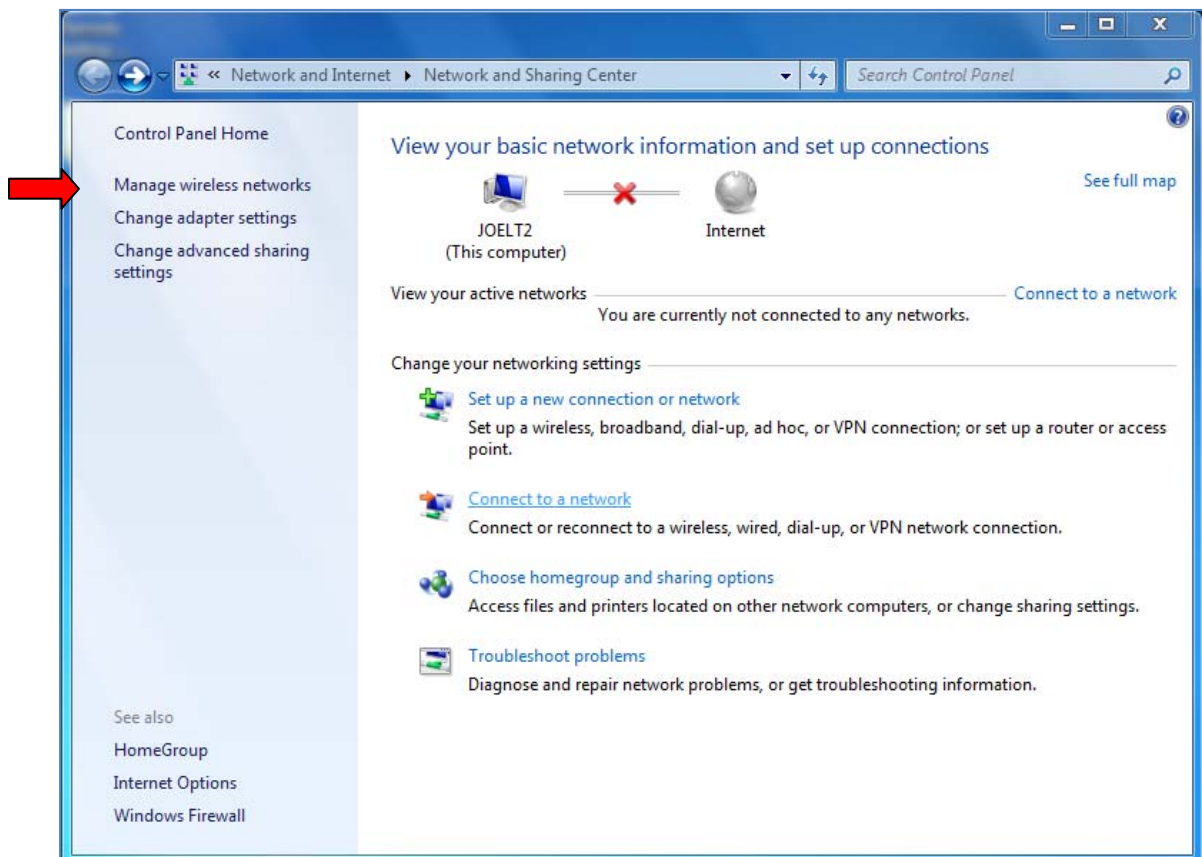 « Network and Internet ▸ Network and Sharing Center
Search Control Panel
Control Panel Home
Manage wireless networks
Change adapter settings
Change advanced sharing
settings
See also
HomeGroup
Internet Options
Windows Firewall
View your basic network information and set up connections
See full map
JOELT2
(This computer)
Internet
View your active networks
Connect to a network
You are currently not connected to any networks.
Change your networking settings
Set up a new connection or network
Set up a wireless, broadband, dial-up, ad hoc, or VPN connection; or set up a router or access
point.
Connect to a network
Connect or reconnect to a wireless, wired, dial-up, or VPN network connection.
Choose homegroup and sharing options
Access files and printers located on other network computers, or change sharing settings.
Troubleshoot problems
Diagnose and repair network problems, or get troubleshooting information.